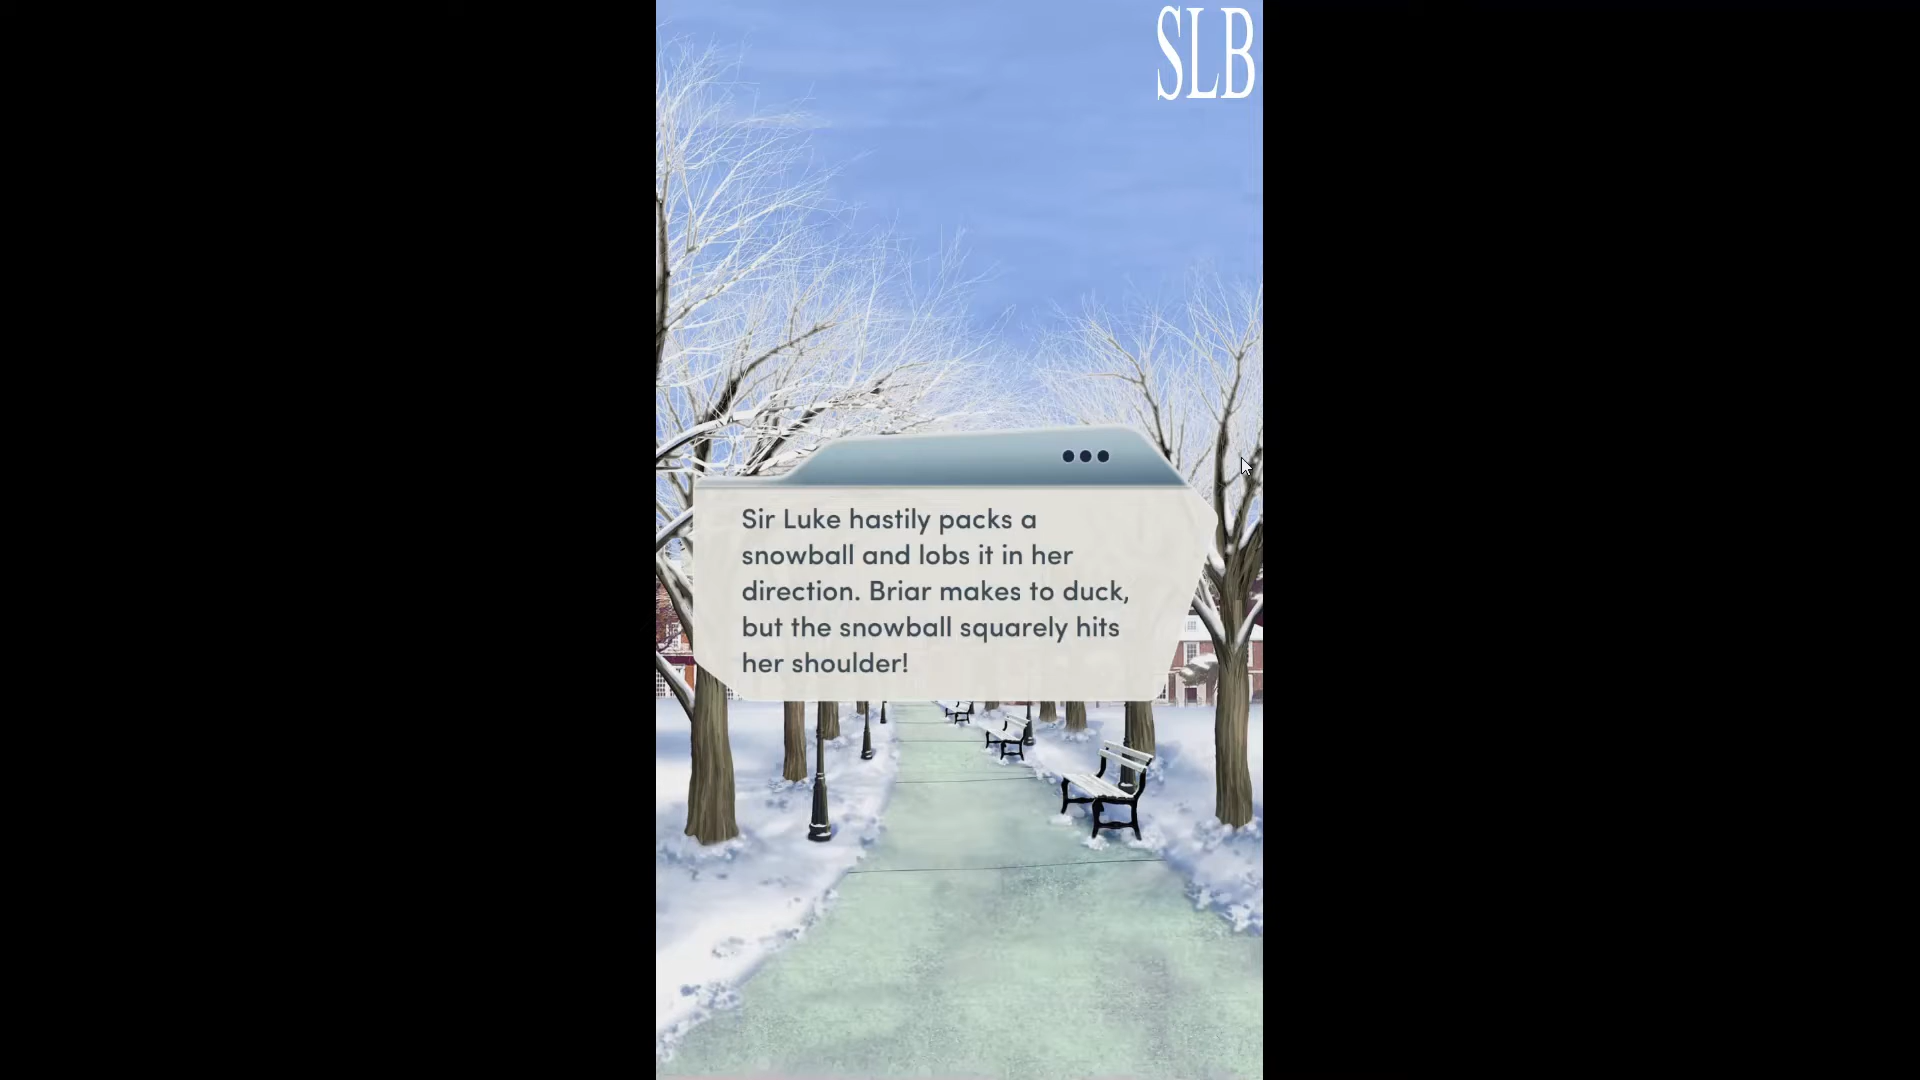 SLB
Sir Luke hastily packs a
snowball and lobs it in her
direction. Briar makes to duck,
but the snowball squarely hits
her shoulder!